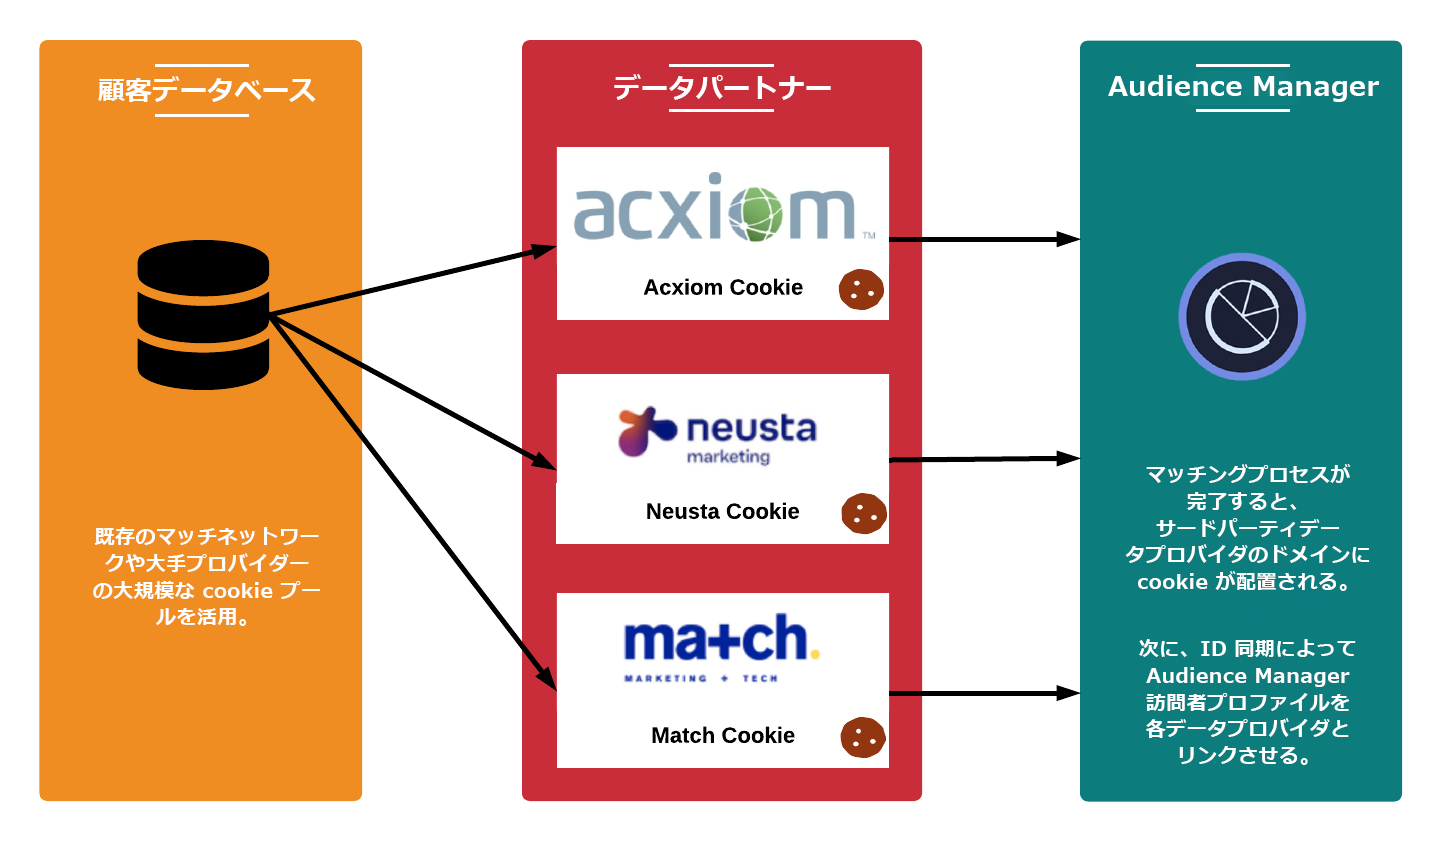 顧客データベース
既存のマッチネットワー
クや大手プロバイダー
の大規模な cookie プー
ルを活用。
データパートナー
acxiom™
Acxiom Cookie
neusta
marketing
Neusta Cookie
ma+ch.
MARKETING + TECH
Match Cookie
Audience Manager
マッチングプロセスが
完了すると、
サードパーティデー
タプロバイダのドメインに
cookie が配置される。
次に、ID 同期によって
Audience Manager
訪問者プロファイルを
各データプロバイダと
リンクさせる。